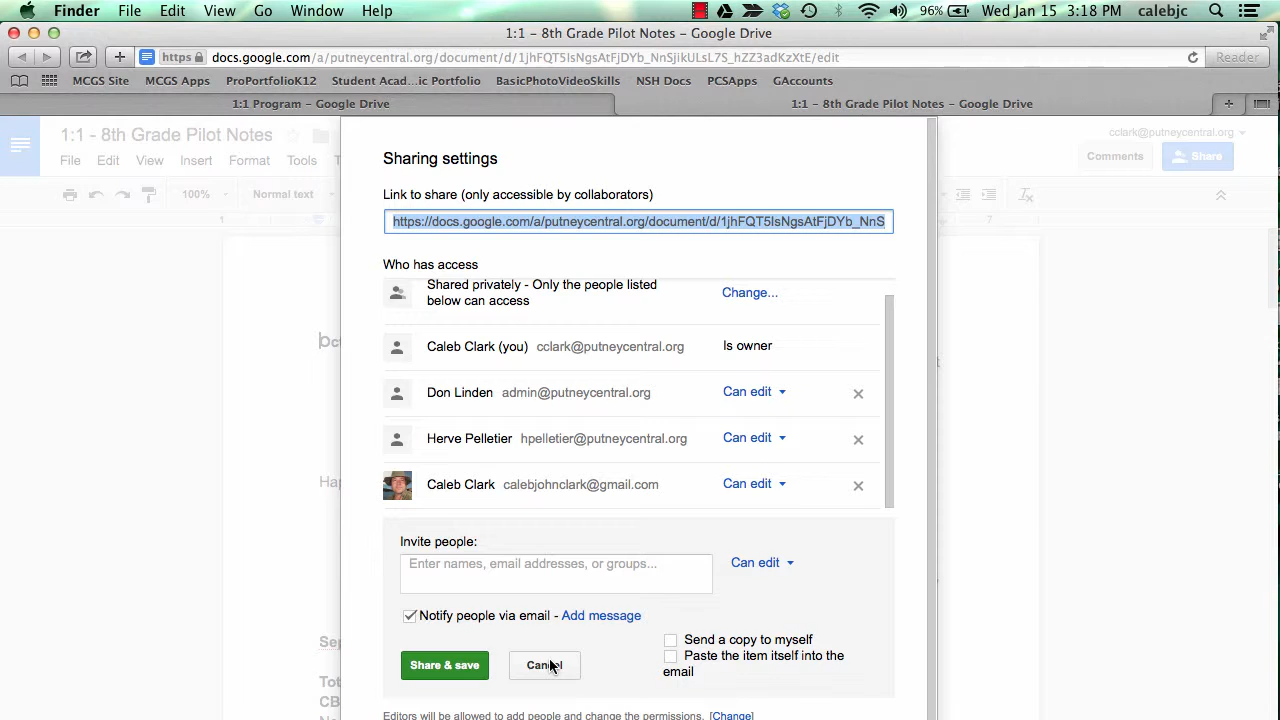 Finder File Edit View Go Window Help 96% Wed Jan 15 3:18 PM calebjc
1:1 - 8th Grade Pilot Notes - Google Drive
https docs.google.com/a/putneycentral.org/document/d/1jhFQT5IsNgsAtFjDYb_NnSjikULsL7S_hZZ3adKzXtE/edit Reader
MCGS Site MCGS Apps ProPortfolioK12 Student Acad...ic Portfolio BasicPhotoVideoSkills NSH Docs PCSApps GAccounts
1:1 Program - Google Drive 1:1 - 8th Grade Pilot Notes - Google Drive
1:1 - 8th Grade Pilot Notes cclark@putneycentral.org
File Edit View Insert Format Tools Comments Share
100% Normal text
1 7
Sharing settings
Link to share (only accessible by collaborators)
https://docs.google.com/a/putneycentral.org/document/d/1jhFQT5IsNgsAtFjDYb_NnS
Who has access
Shared privately - Only the people listed
below can access
Change...
Caleb Clark (you) cclark@putneycentral.org Is owner
Don Linden admin@putneycentral.org Can edit
Herve Pelletier hpelletier@putneycentral.org Can edit
Caleb Clark calebjohnclark@gmail.com Can edit
Invite people:
Enter names, email addresses, or groups... Can edit
Notify people via email - Add message
Send a copy to myself
Paste the item itself into the
email
Share & save Cancel
Editors will be allowed to add people and change the permissions. [Change]